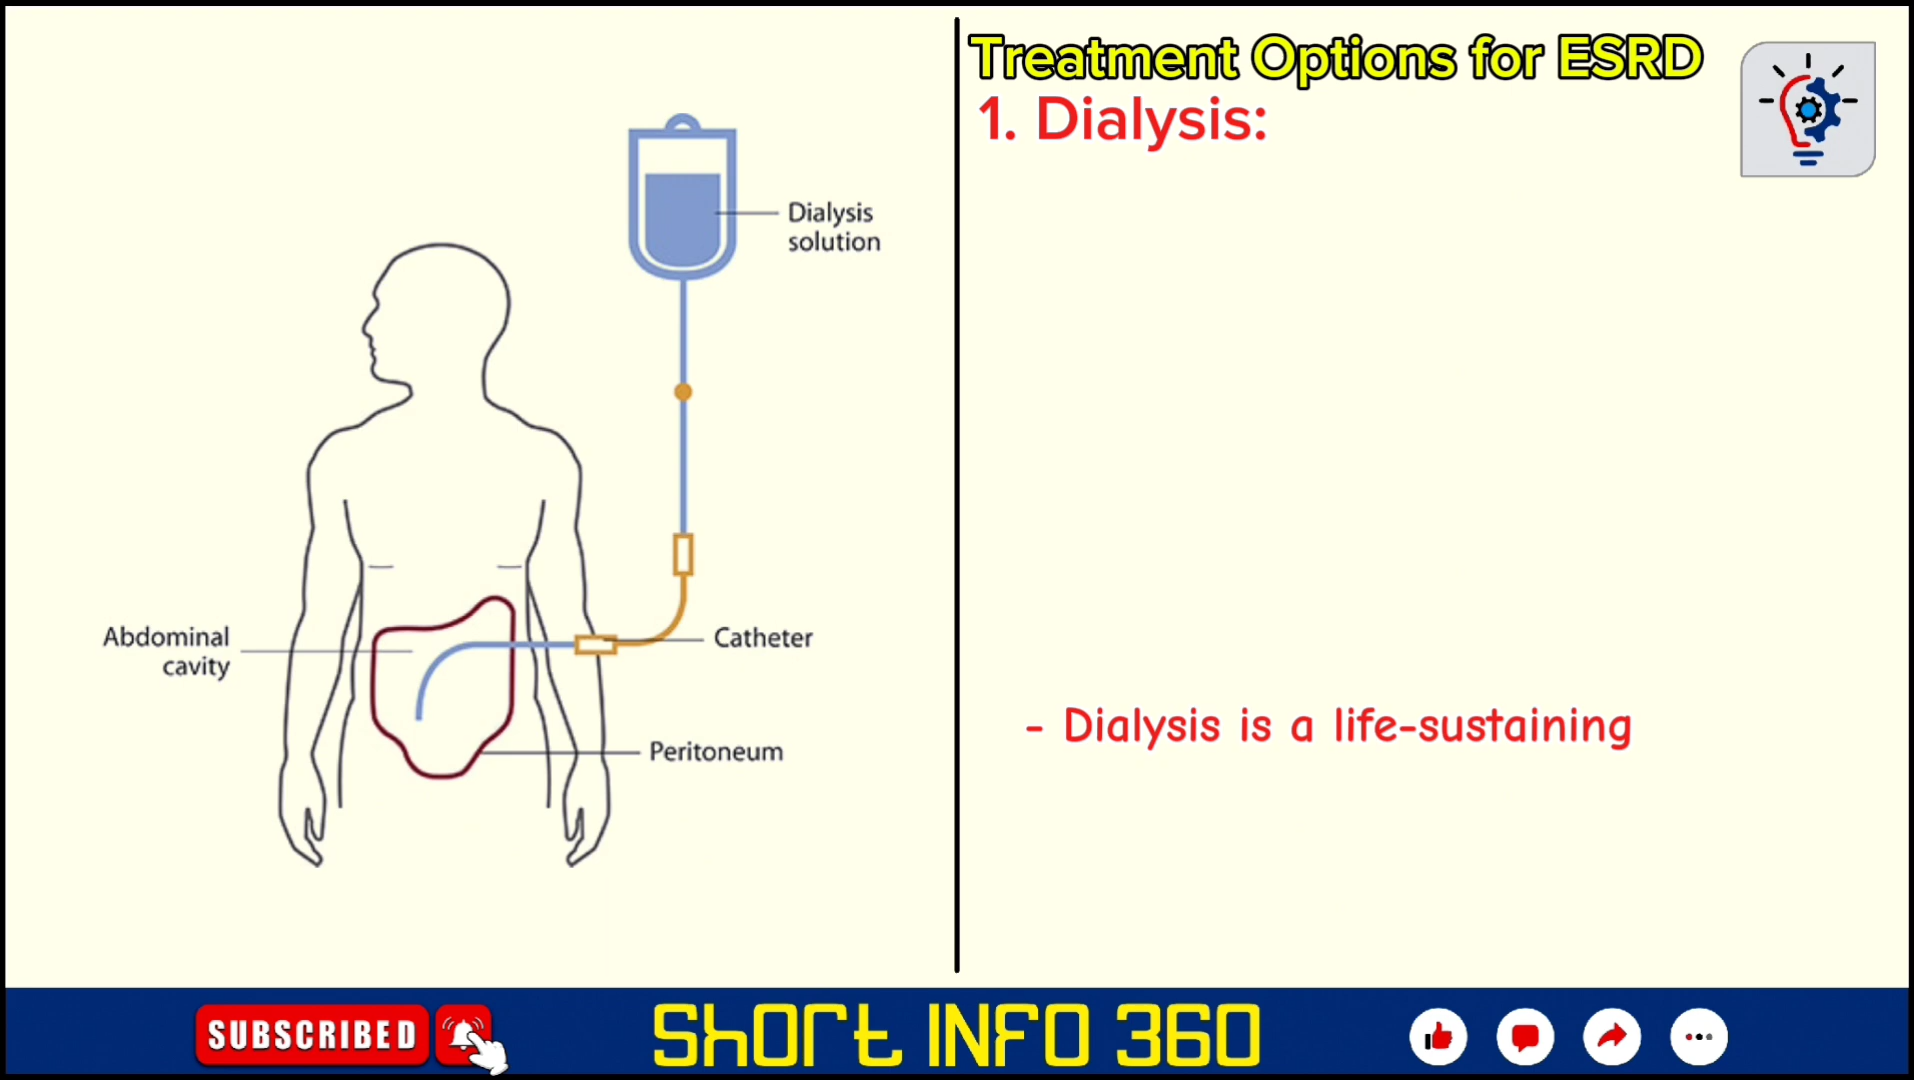 Treatment Options for ESRD
1. Dialysis:
Dialysis
solution
Abdominal
cavity
Catheter
Peritoneum
- Dialysis is a life-sustaining
SUBSCRIBED
Short INFO 360